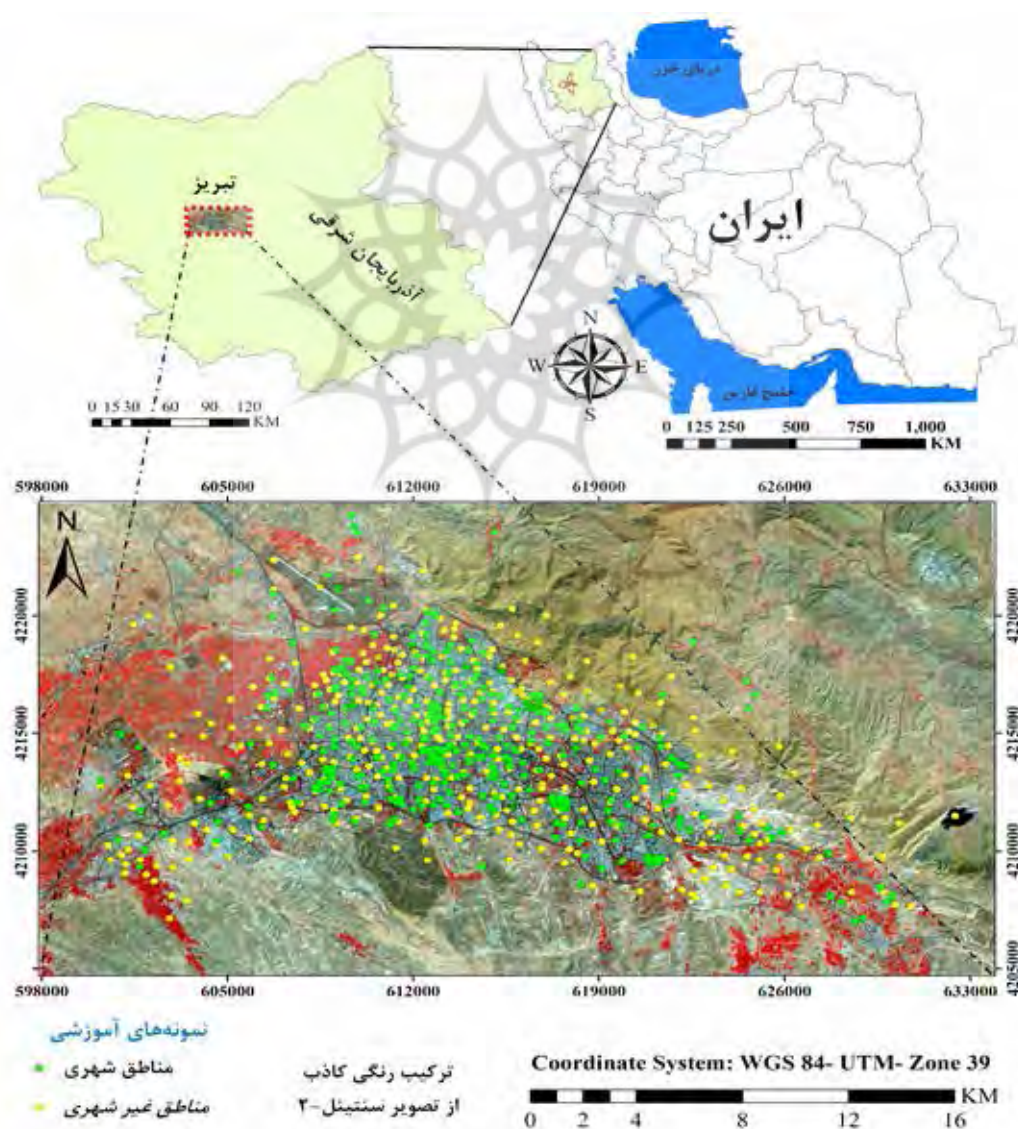 دریای خزر
تبریز
ایران
آذربایجان شرقی
N
W E
S
خلیج فارس
0 15 30 60 90 120
KM
0 125 250 500 750 1,000
KM
598000 605000 612000 619000 626000 633000
N
4220000 4220000
4215000 4215000
4210000 4210000
4205000
598000 605000 612000 619000 626000 633000
نمونه‌های آموزشی
مناطق شهری
مناطق غیر شهری
ترکیب رنگی کاذب
از تصویر سنتینل-۲
Coordinate System: WGS 84- UTM- Zone 39
KM
0 2 4 8 12 16